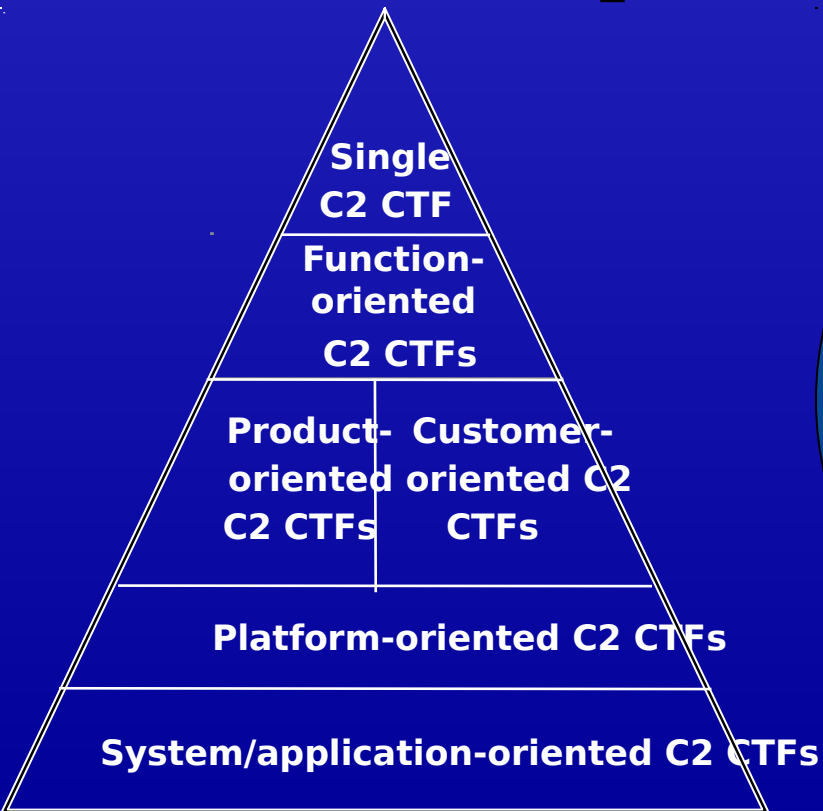 Single
C2 CTF
Function-
oriented
C2 CTFs
Product-
oriented
C2 CTFs
Customer-
oriented C2
CTFs
Platform-oriented C2 CTFs
System/application-oriented C2 CTFs